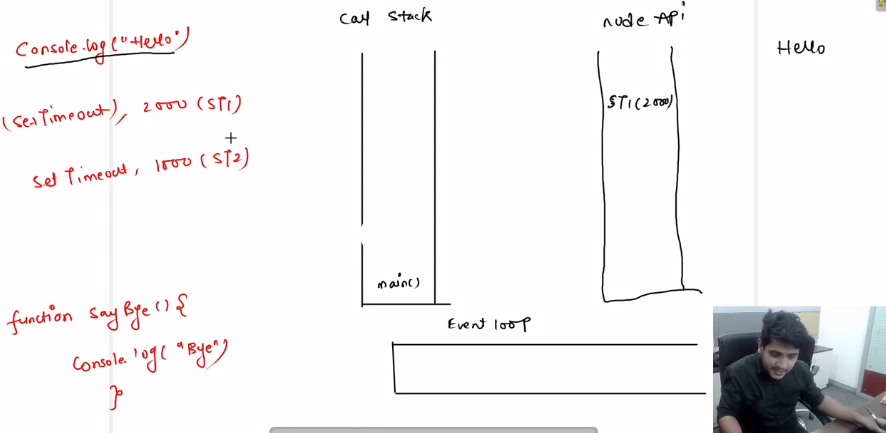 Call Stack
node API
Console.log("Hello")
Hello
(SetTimeout), 2000 (ST1)
ST1(2000)
Set Timeout, 1000 (ST2)
main()
function SayBye() {
Event loop
Console.log("Bye")
}